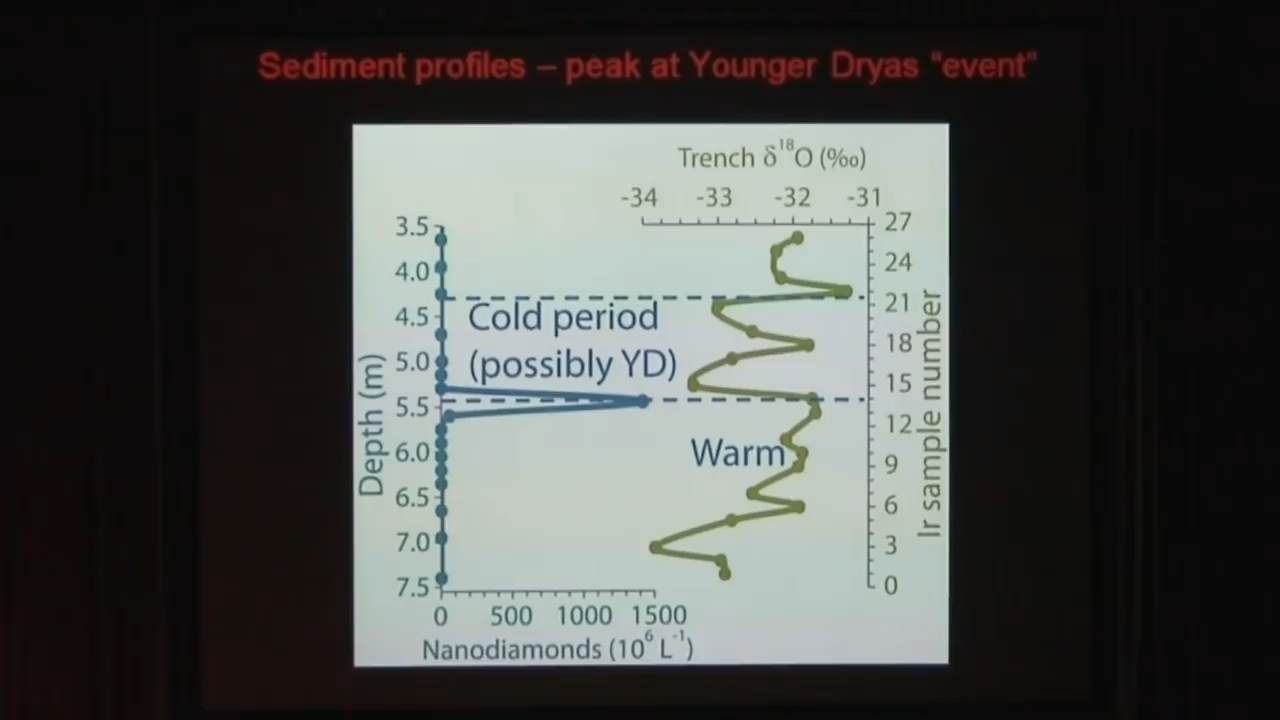 Sediment profiles – peak at Younger Dryas "event"
Trench δ¹⁸O (‰)
-34 -33 -32 -31
3.5
4.0
4.5
5.0
5.5
6.0
6.5
7.0
7.5
Depth (m)
Cold period
(possibly YD)
Warm
27
24
21
18
15
12
9
6
3
0
Ir sample number
0 500 1000 1500
Nanodiamonds (10⁶ L⁻¹)